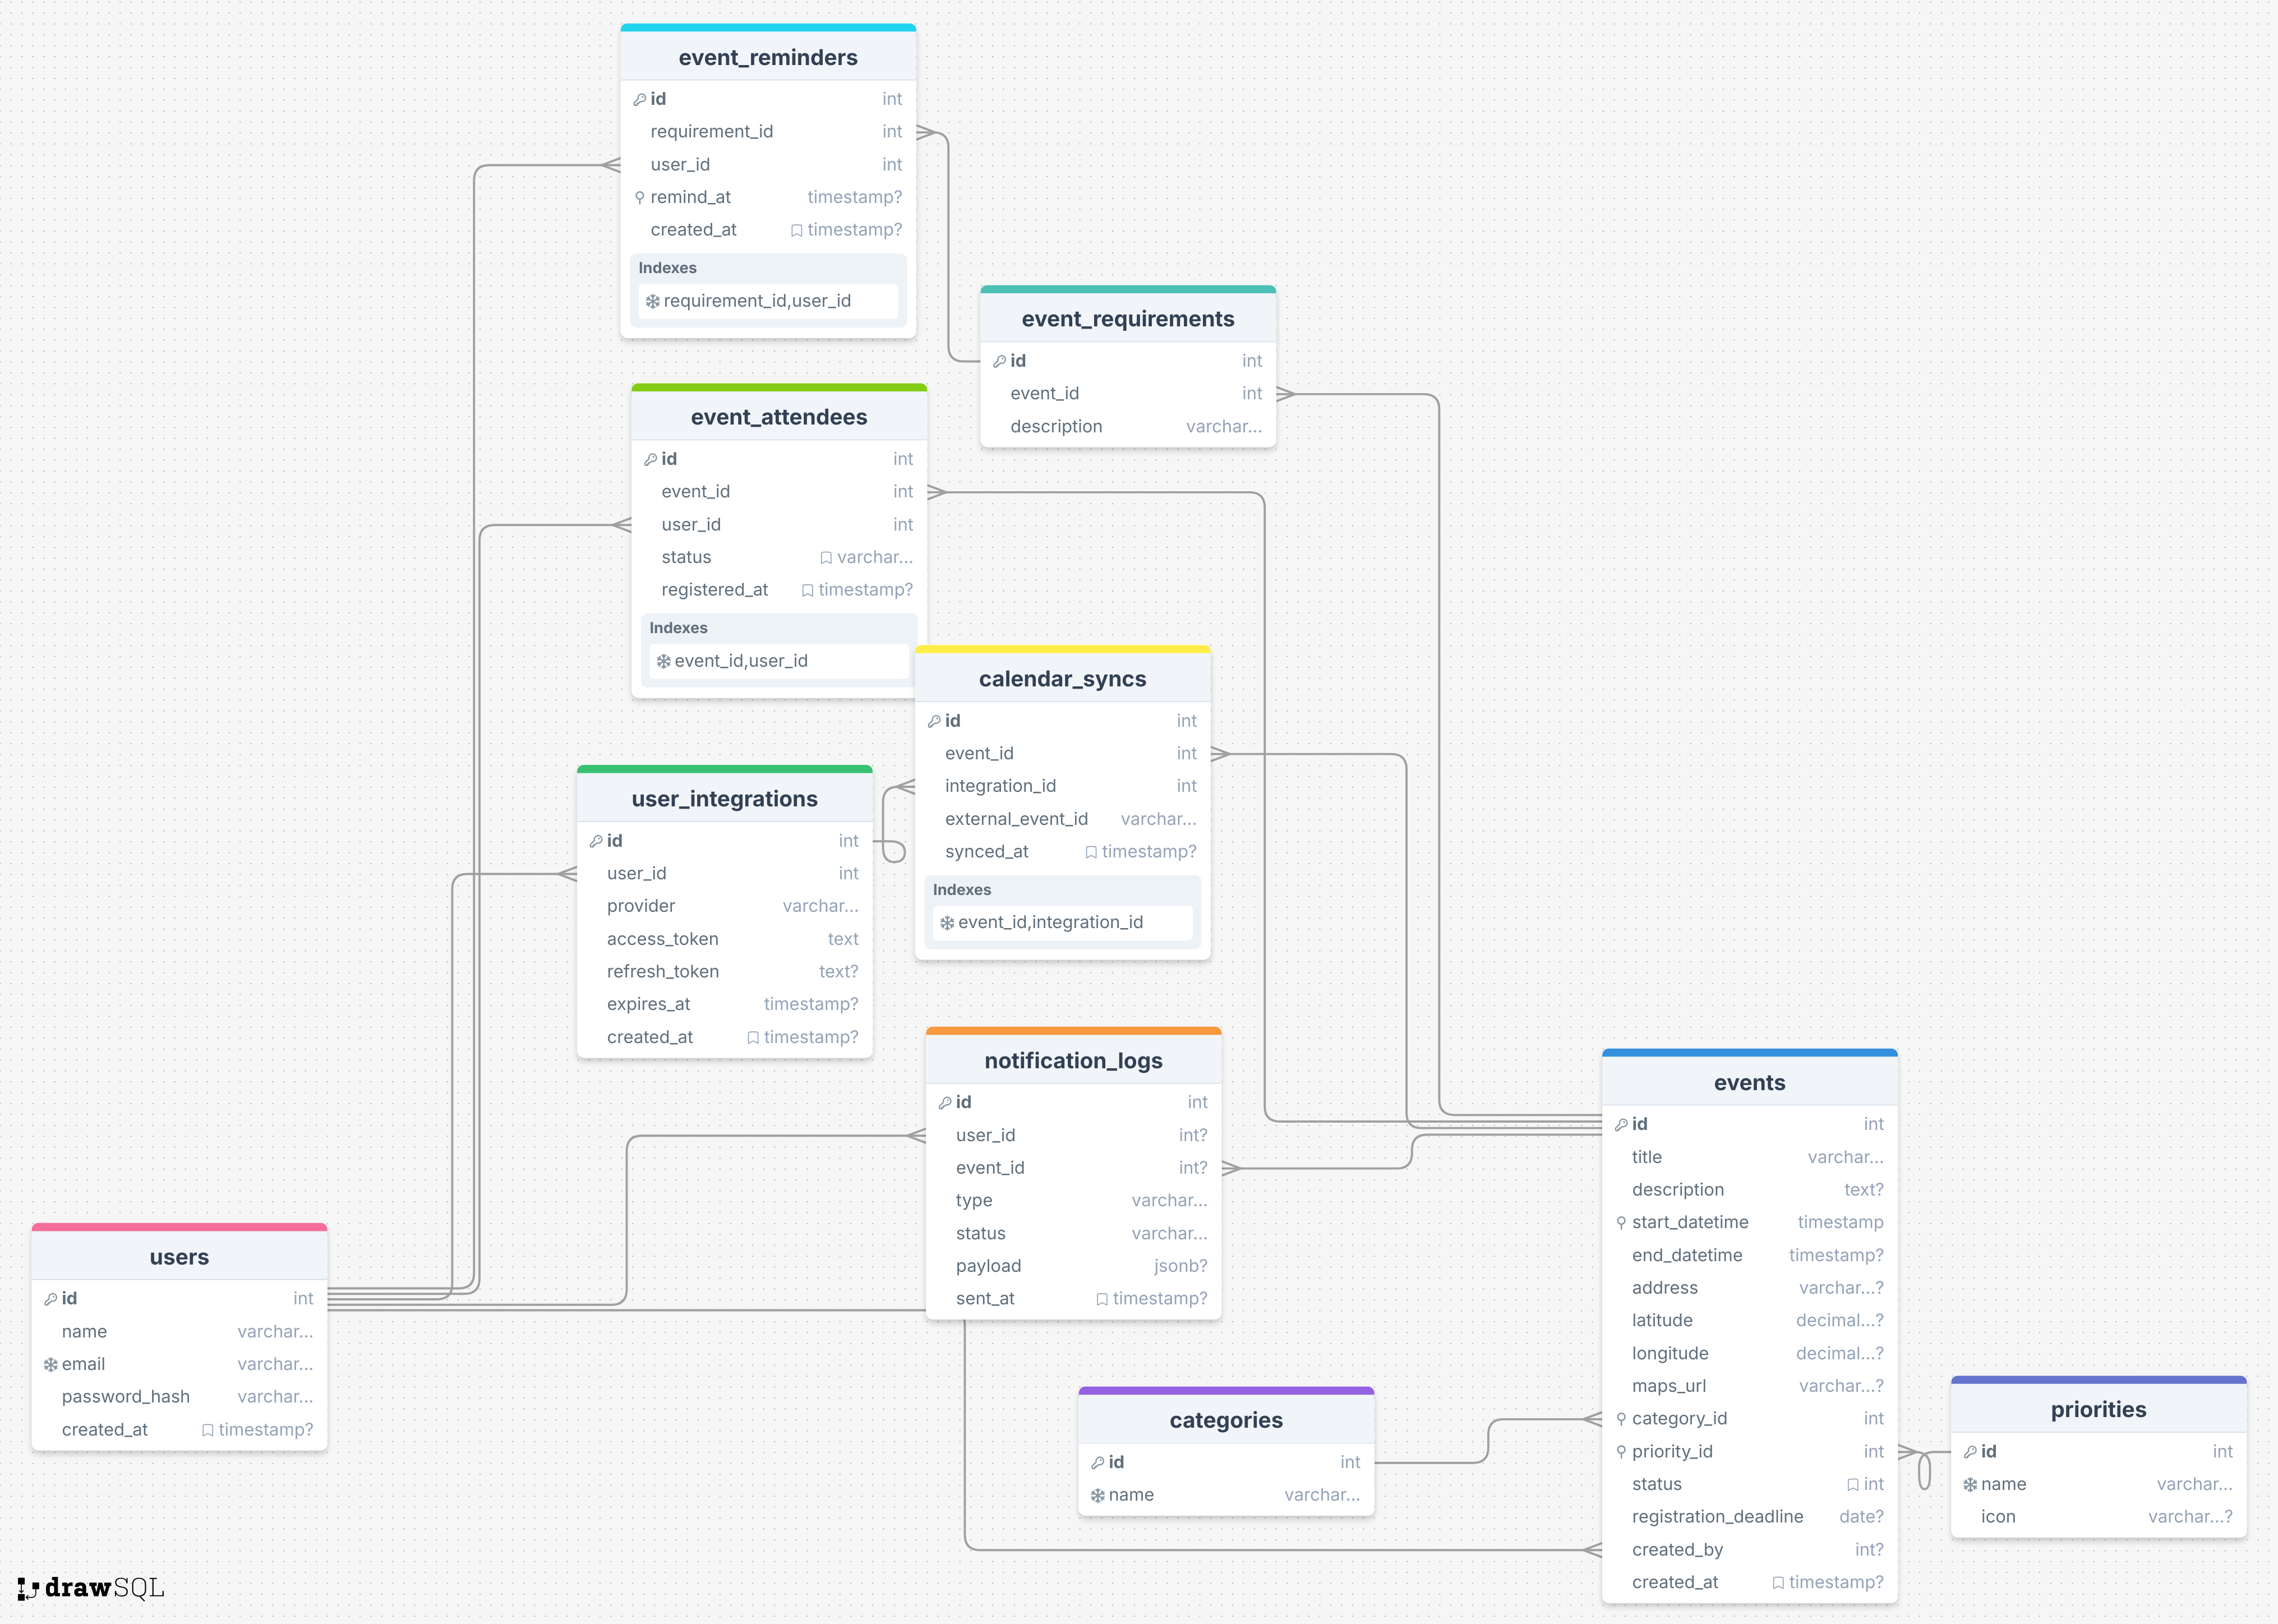 event_reminders
id int
requirement_id int
user_id int
remind_at timestamp?
created_at timestamp?
Indexes
requirement_id,user_id
event_requirements
id int
event_id int
description varchar...
event_attendees
id int
event_id int
user_id int
status varchar...
registered_at timestamp?
Indexes
event_id,user_id
calendar_syncs
id int
event_id int
integration_id int
external_event_id varchar...
synced_at timestamp?
Indexes
event_id,integration_id
user_integrations
id int
user_id int
provider varchar...
access_token text
refresh_token text?
expires_at timestamp?
created_at timestamp?
notification_logs
id int
user_id int?
event_id int?
type varchar...
status varchar...
payload jsonb?
sent_at timestamp?
events
id int
title varchar...
description text?
start_datetime timestamp
end_datetime timestamp?
address varchar...?
latitude decimal...?
longitude decimal...?
maps_url varchar...?
category_id int
priority_id int
status int
registration_deadline date?
created_by int?
created_at timestamp?
users
id int
name varchar...
email varchar...
password_hash varchar...
created_at timestamp?
categories
id int
name varchar...
priorities
id int
name varchar...
icon varchar...?
drawSQL